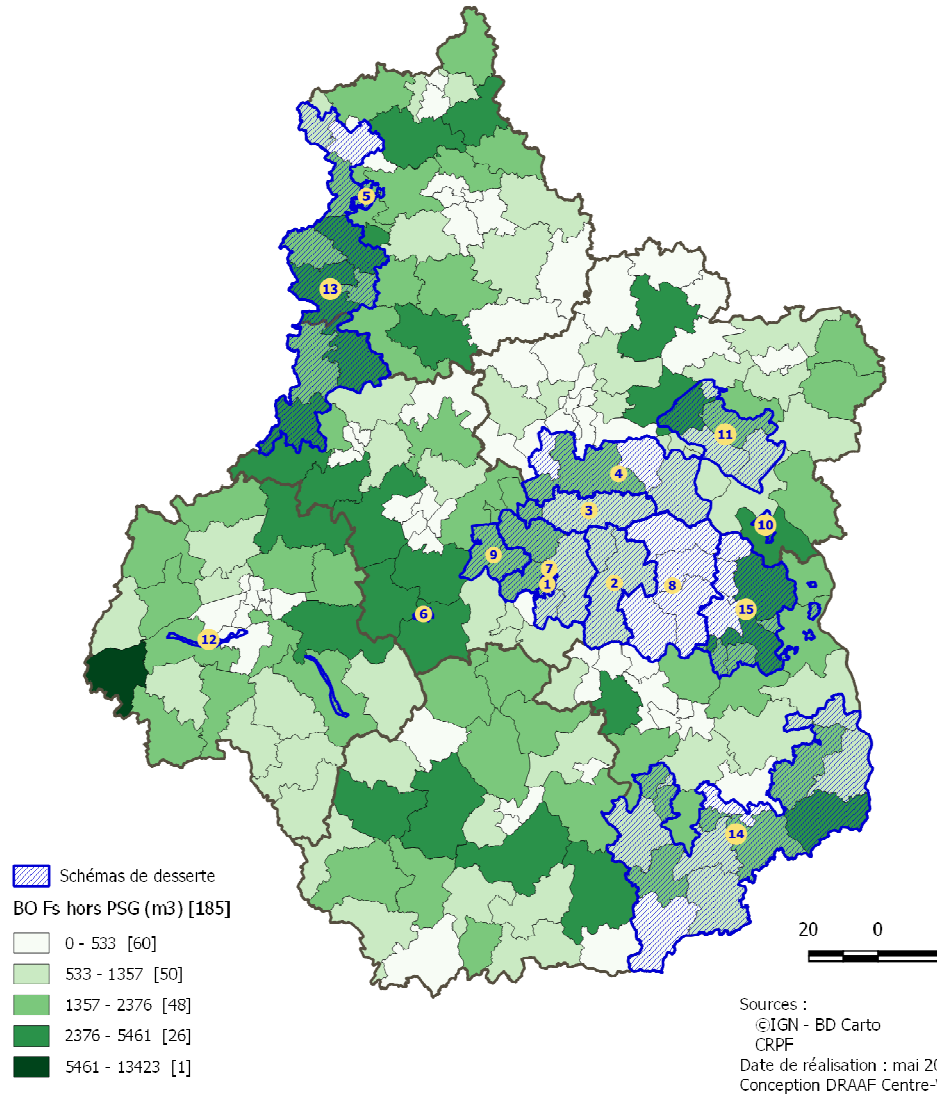 5
13
11
4
3
10
9
7
1
2
8
6
15
12
14
Schémas de desserte
BO Fs hors PSG (m3) [185]
0 - 533 [60]
533 - 1357 [50]
1357 - 2376 [48]
2376 - 5461 [26]
5461 - 13423 [1]
20 0
Sources :
©IGN - BD Carto
CRPF
Date de réalisation : mai
Conception DRAAF